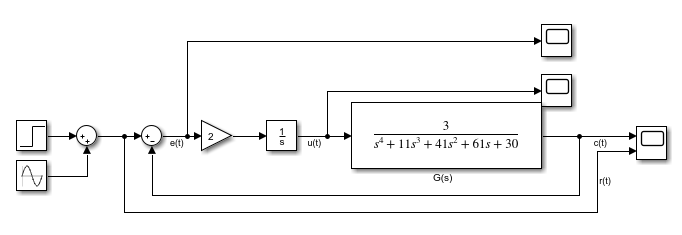 +
+
+
-
e(t)
2
1
s
u(t)
3
s⁴ + 11s³ + 41s² + 61s + 30
G(s)
c(t)
r(t)